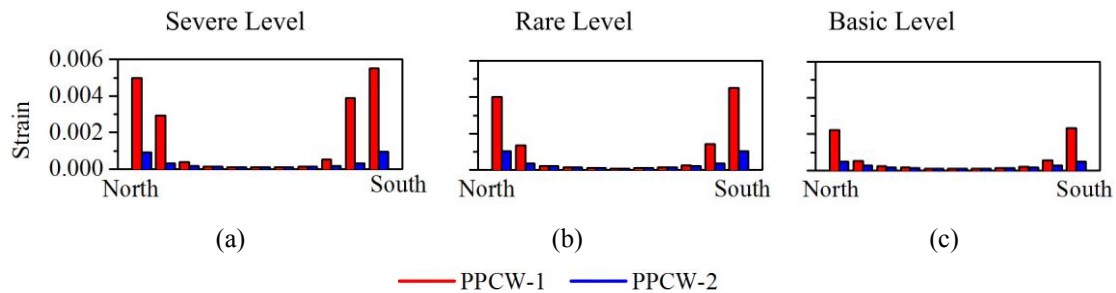 Severe Level
Rare Level
Basic Level
Strain
0.006
0.004
0.002
0.000
North
South
North
South
North
South
(a)
(b)
(c)
PPCW-1
PPCW-2